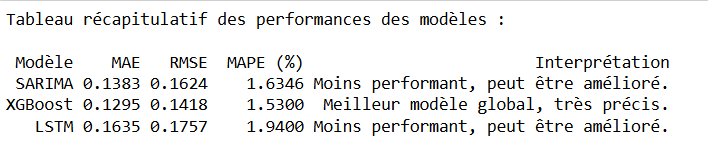 Tableau récapitulatif des performances des modèles :
Modèle MAE RMSE MAPE (%) Interprétation
SARIMA 0.1383 0.1624 1.6346 Moins performant, peut être amélioré.
XGBoost 0.1295 0.1418 1.5300 Meilleur modèle global, très précis.
LSTM 0.1635 0.1757 1.9400 Moins performant, peut être amélioré.